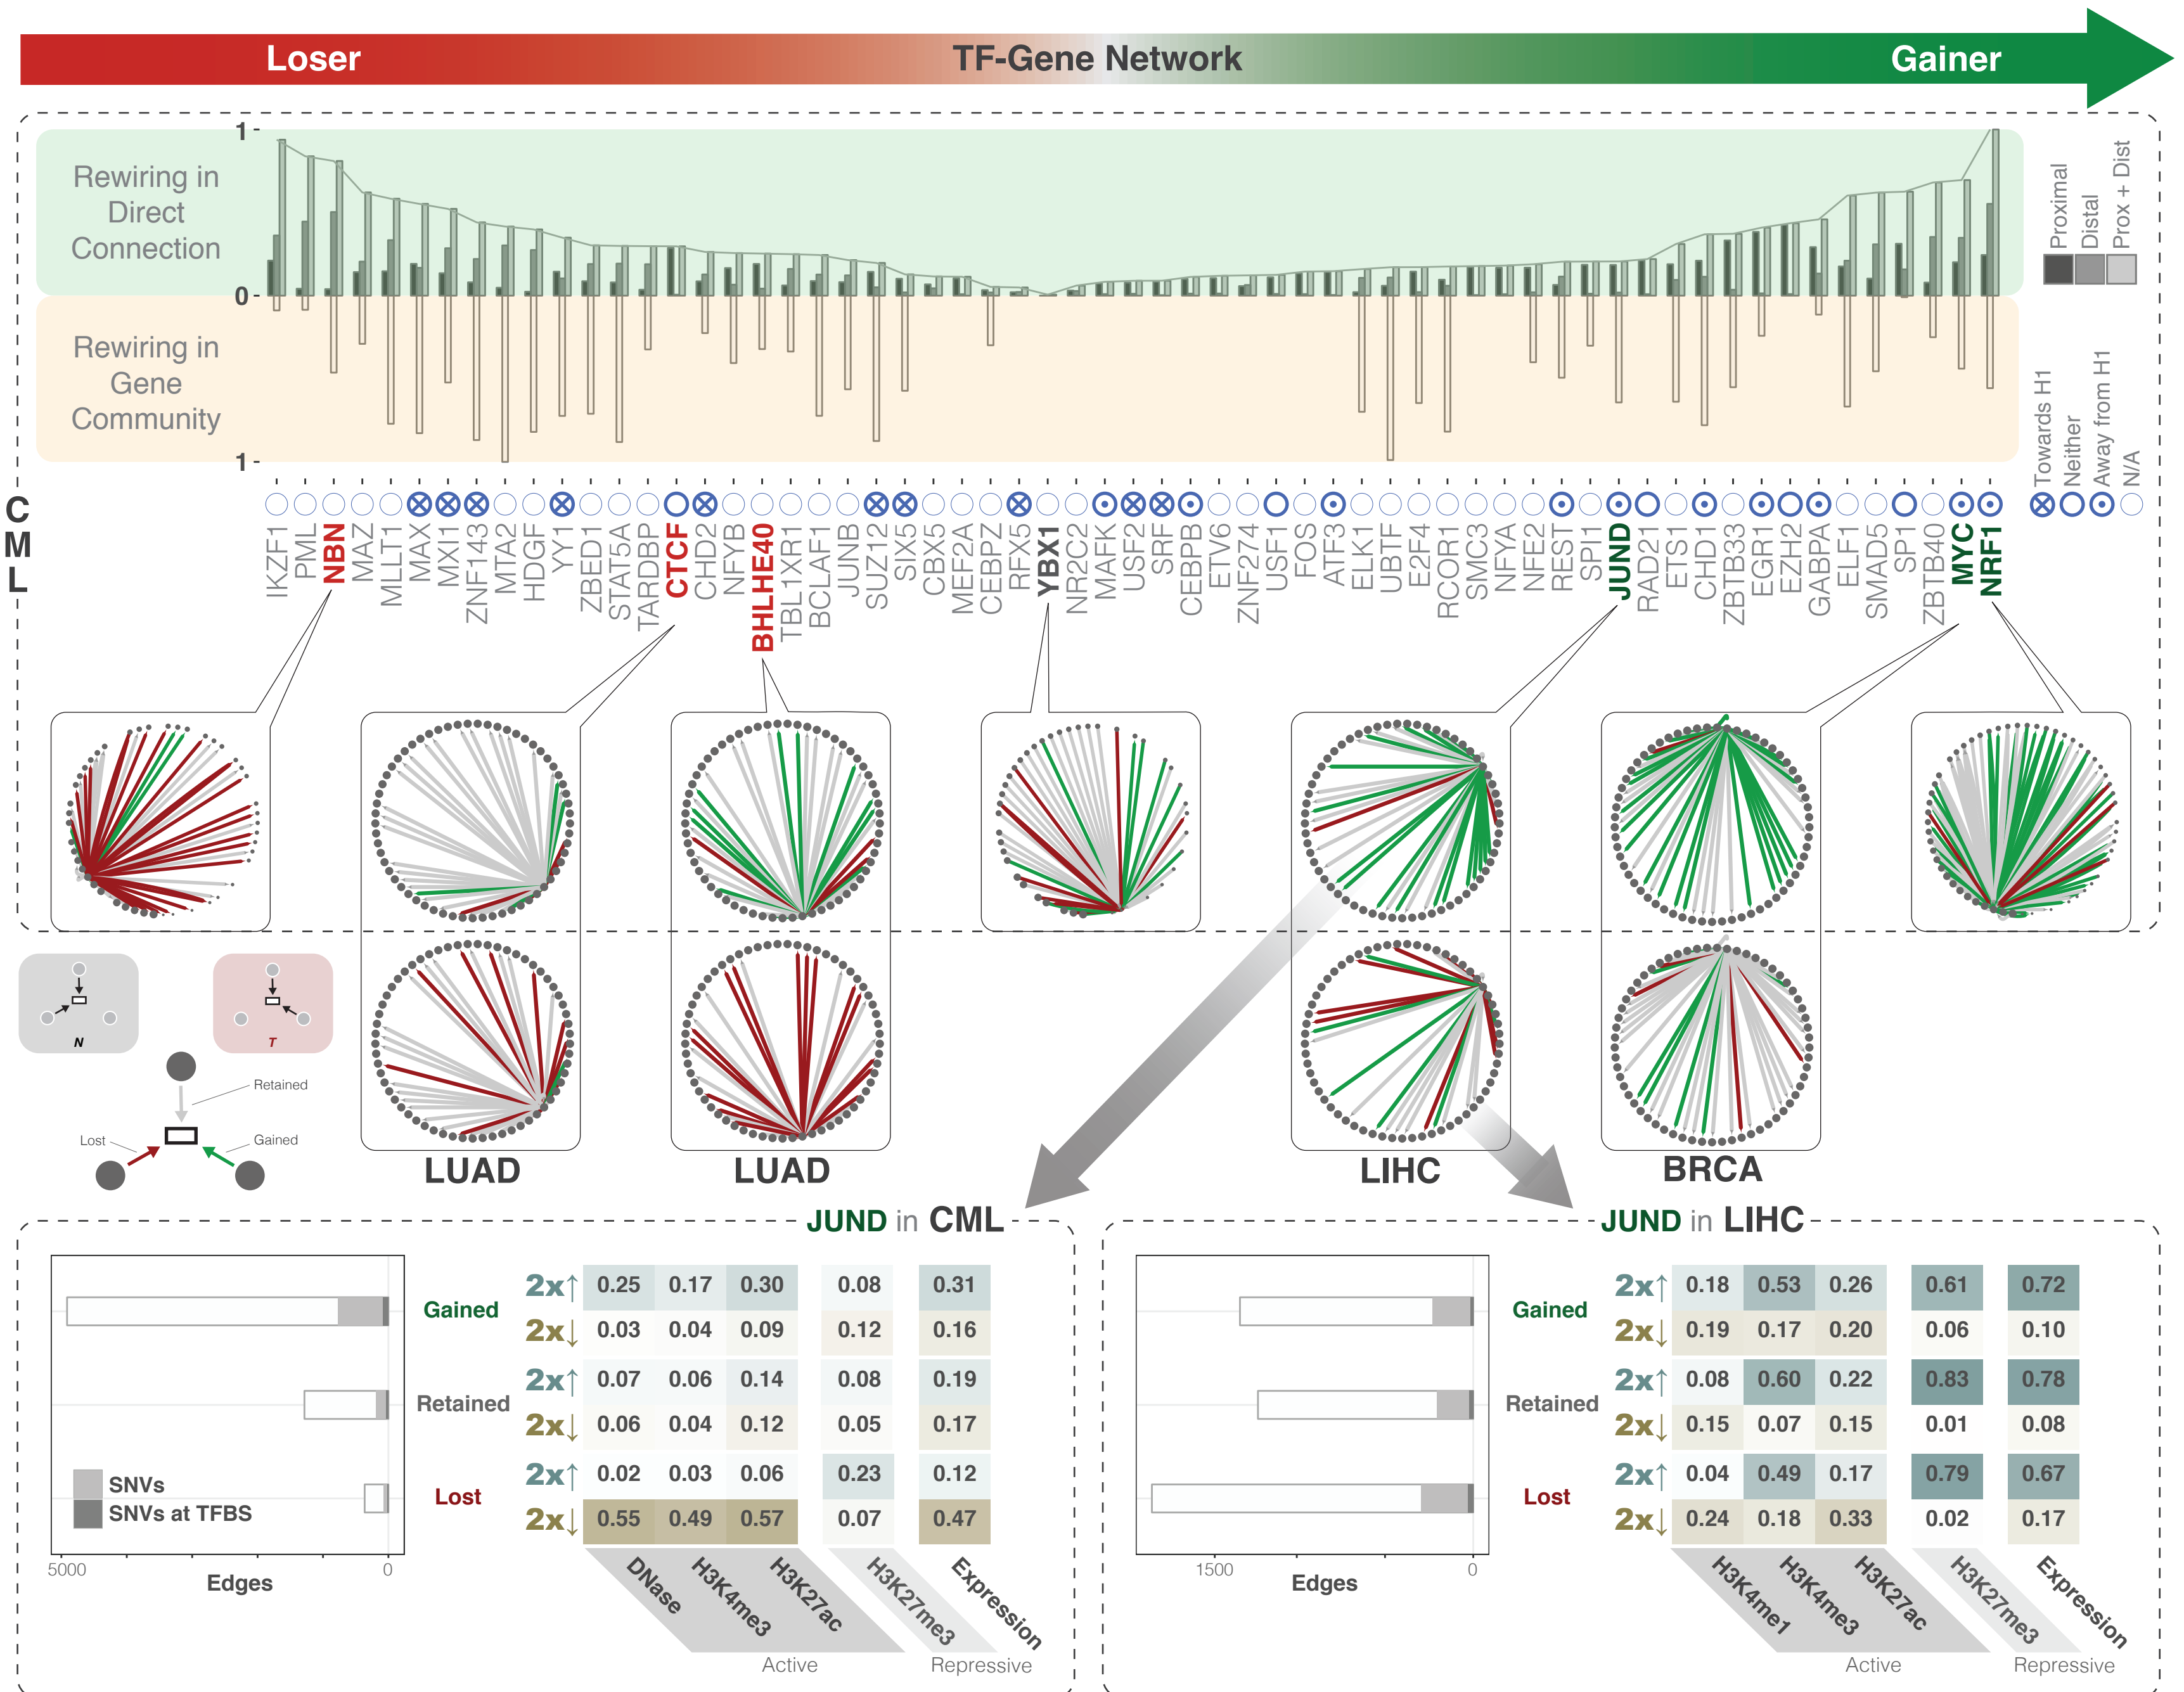 Loser
TF-Gene Network
Gainer
1
Rewiring in
Direct
Connection
0
Rewiring in
Gene
Community
1
Proximal
Distal
Prox + Dist
Towards H1
Neither
Away from H1
N/A
C
M
L
IKZF1
PML
NBN
MAZ
MLLT1
MAX
MXI1
ZNF143
MTA2
HDGF
YY1
ZBED1
STAT5A
TARDBP
CTCF
CHD2
NFYB
BHLHE40
TBL1XR1
BCLAF1
JUNB
SUZ12
SIX5
CBX5
MEF2A
CEBPZ
RFX5
YBX1
NR2C2
MAFK
USF2
SRF
CEBPB
ETV6
ZNF274
USF1
FOS
ATF3
ELK1
UBTF
E2F4
RCOR1
SMC3
NFYA
NFE2
REST
SPI1
JUND
RAD21
ETS1
CHD1
ZBTB33
EGR1
EZH2
GABPA
ELF1
SMAD5
SP1
ZBTB40
MYC
NRF1
N
T
Retained
Lost
Gained
LUAD
LUAD
LIHC
BRCA
JUND in CML
Gained
Retained
Lost
SNVs
SNVs at TFBS
5000
0
Edges
2x↑ 0.25 0.17 0.30 0.08 0.31
2x↓ 0.03 0.04 0.09 0.12 0.16
2x↑ 0.07 0.06 0.14 0.08 0.19
2x↓ 0.06 0.04 0.12 0.05 0.17
2x↑ 0.02 0.03 0.06 0.23 0.12
2x↓ 0.55 0.49 0.57 0.07 0.47
DNase
H3K4me3
H3K27ac
H3K27me3
Expression
Active
Repressive
JUND in LIHC
Gained
Retained
Lost
1500
0
Edges
2x↑ 0.18 0.53 0.26 0.61 0.72
2x↓ 0.19 0.17 0.20 0.06 0.10
2x↑ 0.08 0.60 0.22 0.83 0.78
2x↓ 0.15 0.07 0.15 0.01 0.08
2x↑ 0.04 0.49 0.17 0.79 0.67
2x↓ 0.24 0.18 0.33 0.02 0.17
H3K4me1
H3K4me3
H3K27ac
H3K27me3
Expression
Active
Repressive